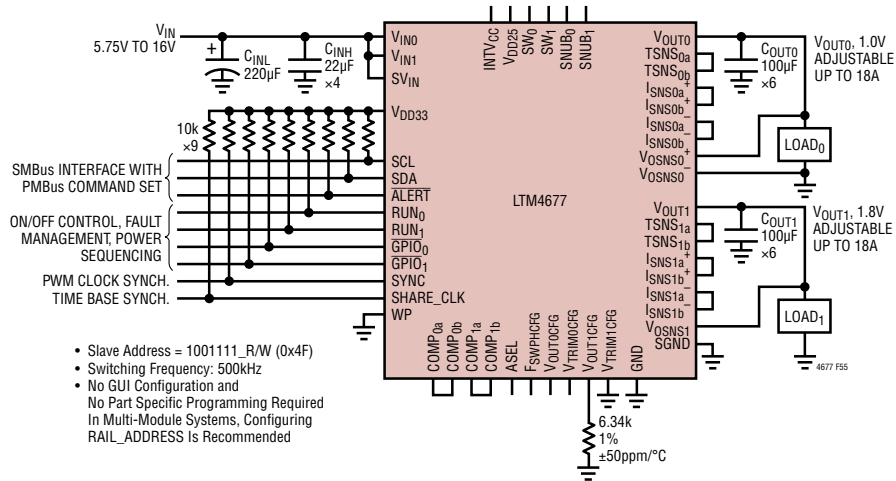 VIN
5.75V TO 16V
+
CINL
220µF
CINH
22µF
×4
VIN0
VIN1
SVIN
VDD33
SCL
SDA
ALERT
RUN0
RUN1
GPIO0
GPIO1
SYNC
SHARE_CLK
WP
10k
×9
SMBus INTERFACE WITH
PMBus COMMAND SET
ON/OFF CONTROL, FAULT
MANAGEMENT, POWER
SEQUENCING
PWM CLOCK SYNCH.
TIME BASE SYNCH.
INTVCC
VDD25
SW0
SW1
SNUB0
SNUB1
LTM4677
VOUT0
TSNS0a
TSNS0b
ISNS0a+
ISNS0b+
ISNS0a–
ISNS0b–
VOSNS0+
VOSNS0–
VOUT1
TSNS1a
TSNS1b
ISNS1a+
ISNS1b+
ISNS1a–
ISNS1b–
VOSNS1
SGND
COUT0
100µF
×6
VOUT0, 1.0V
ADJUSTABLE
UP TO 18A
LOAD0
COUT1
100µF
×6
VOUT1, 1.8V
ADJUSTABLE
UP TO 18A
LOAD1
4677 F55
COMP0a
COMP0b
COMP1a
COMP1b
ASEL
FSWPHCFG
VOUT0CFG
VTRIM0CFG
VOUT1CFG
VTRIM1CFG
GND
6.34k
1%
±50ppm/°C
• Slave Address = 1001111_R/W (0x4F)
• Switching Frequency: 500kHz
• No GUI Configuration and
No Part Specific Programming Required
In Multi-Module Systems, Configuring
RAIL_ADDRESS Is Recommended